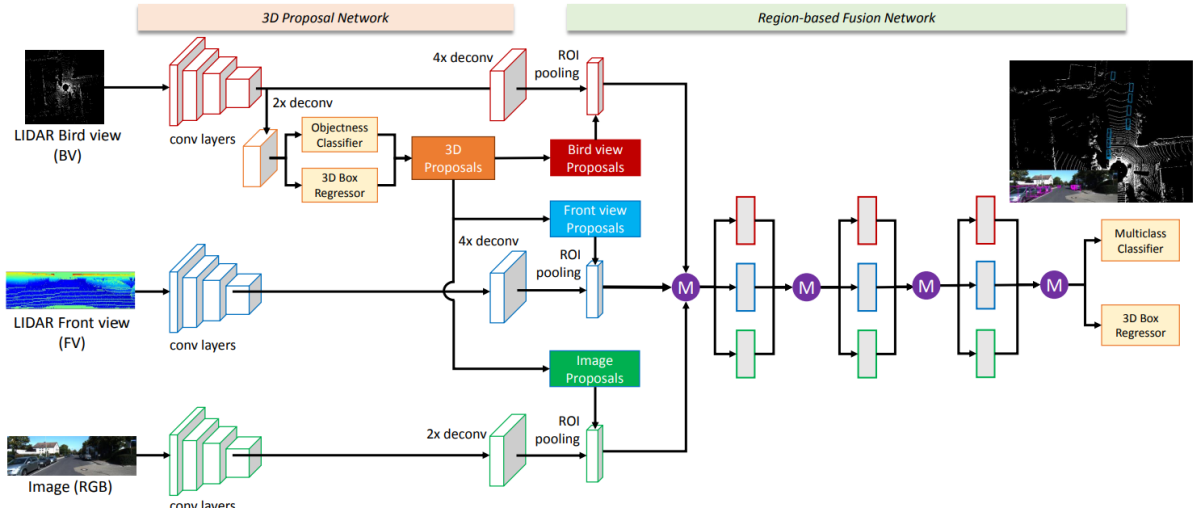 3D Proposal Network
Region-based Fusion Network
LIDAR Bird view
(BV)
conv layers
2x deconv
4x deconv
ROI
pooling
Objectness
Classifier
3D Box
Regressor
3D
Proposals
Bird view
Proposals
Front view
Proposals
LIDAR Front view
(FV)
conv layers
4x deconv
ROI
pooling
Image
Proposals
Image (RGB)
conv layers
2x deconv
ROI
pooling
M
M
M
M
Multiclass
Classifier
3D Box
Regressor